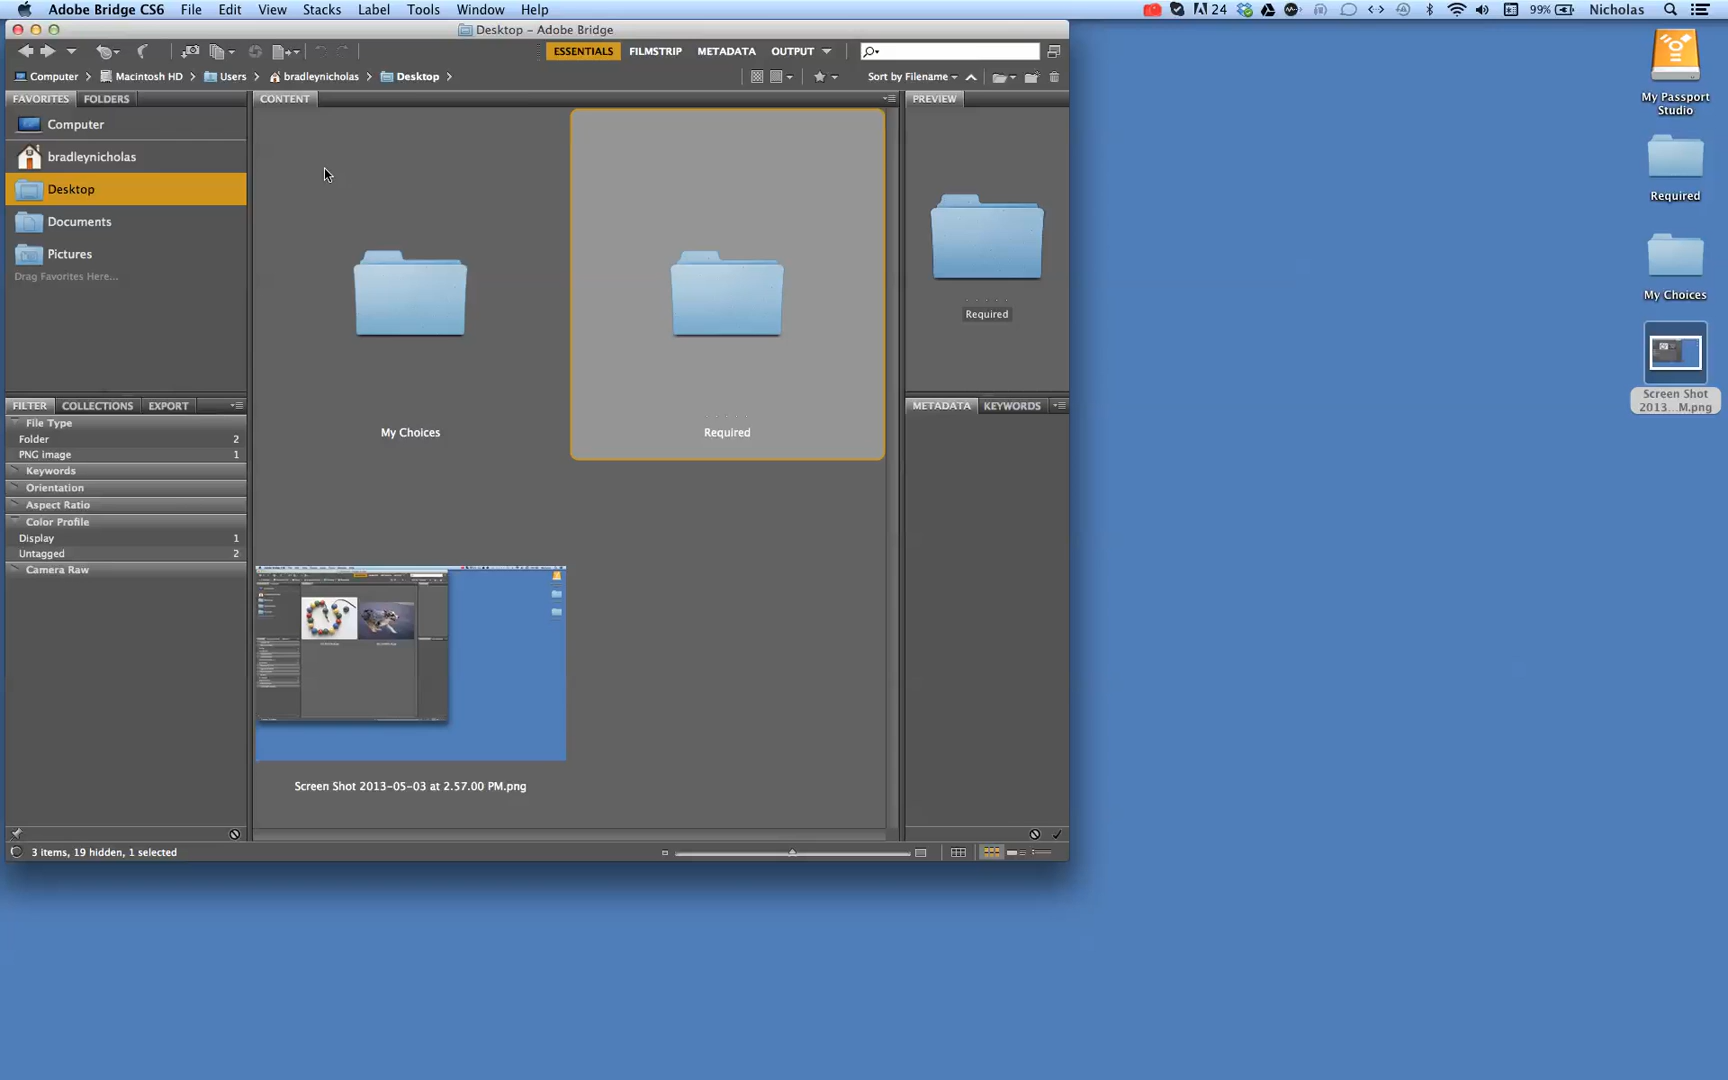 Adobe Bridge CS6 File Edit View Stacks Label Tools Window Help 24 99% Nicholas
Desktop – Adobe Bridge
ESSENTIALS FILMSTRIP METADATA OUTPUT
Computer Macintosh HD Users bradleynicholas Desktop Sort by Filename
FAVORITES FOLDERS CONTENT PREVIEW
Computer
bradleynicholas
Desktop
Documents
Pictures
Drag Favorites Here...
My Choices
Required
Required
FILTER COLLECTIONS EXPORT
METADATA KEYWORDS
File Type
Folder 2
PNG image 1
Keywords
Orientation
Aspect Ratio
Color Profile
Display 1
Untagged 2
Camera Raw
Screen Shot 2013-05-03 at 2.57.00 PM.png
3 items, 19 hidden, 1 selected
My Passport
Studio
Required
My Choices
Screen Shot
2013...M.png